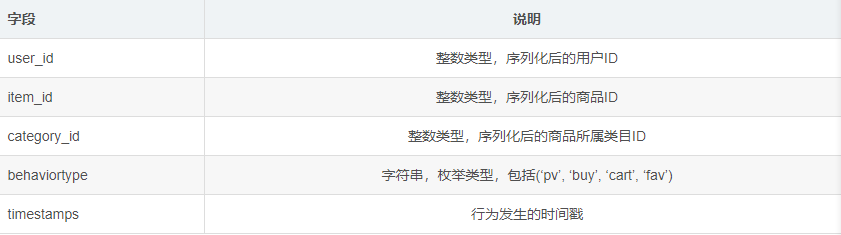 字段 说明
user_id 整数类型，序列化后的用户ID
item_id 整数类型，序列化后的商品ID
category_id 整数类型，序列化后的商品所属类目ID
behaviortype 字符串，枚举类型，包括(‘pv’, ‘buy’, ‘cart’, ‘fav’)
timestamps 行为发生的时间戳